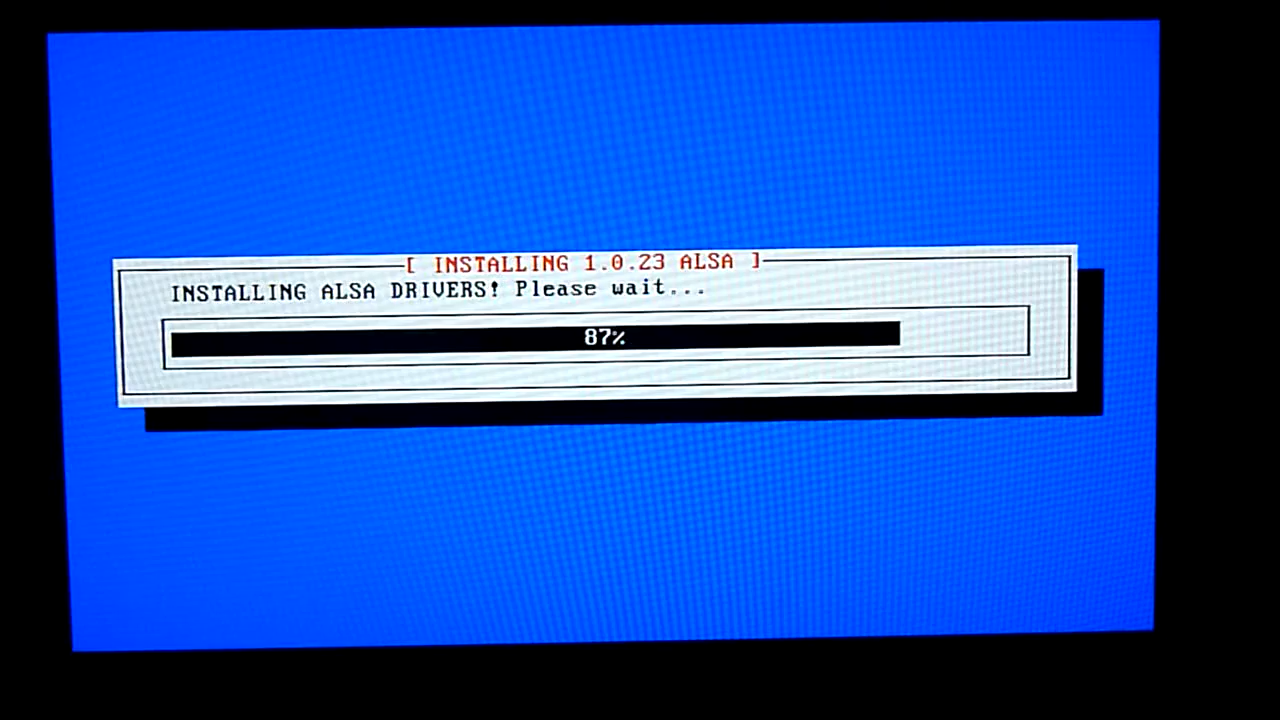 [ INSTALLING 1.0.23 ALSA ]
INSTALLING ALSA DRIVERS! Please wait...
87%